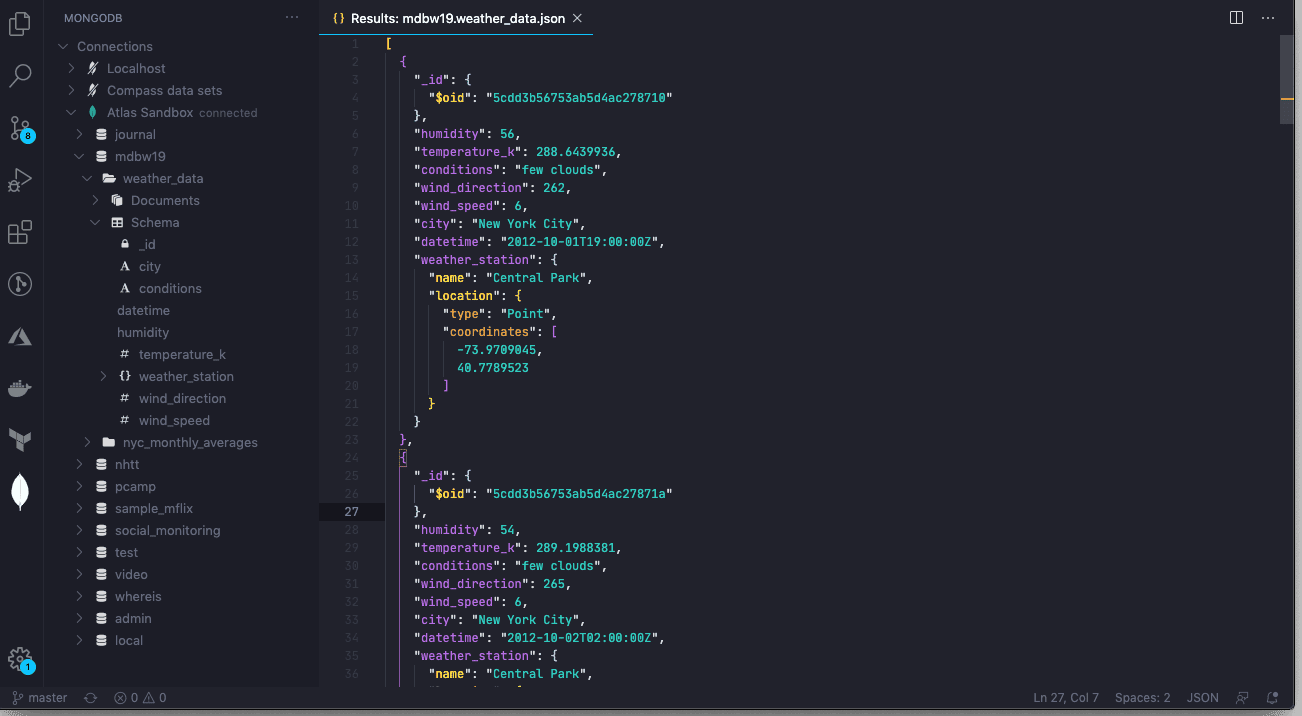 MONGODB
Connections
Localhost
Compass data sets
Atlas Sandbox connected
journal
mdbw19
weather_data
Documents
Schema
_id
A city
A conditions
datetime
humidity
# temperature_k
{} weather_station
# wind_direction
# wind_speed
nyc_monthly_averages
nhtt
pcamp
sample_mflix
social_monitoring
test
video
whereis
admin
local
8
1
{} Results: mdbw19.weather_data.json
1 [
2 {
3 "_id": {
4 "$oid": "5cdd3b56753ab5d4ac278710"
5 },
6 "humidity": 56,
7 "temperature_k": 288.6439936,
8 "conditions": "few clouds",
9 "wind_direction": 262,
10 "wind_speed": 6,
11 "city": "New York City",
12 "datetime": "2012-10-01T19:00:00Z",
13 "weather_station": {
14 "name": "Central Park",
15 "location": {
16 "type": "Point",
17 "coordinates": [
18 -73.9709045,
19 40.7789523
20 ]
21 }
22 }
23 },
24 {
25 "_id": {
26 "$oid": "5cdd3b56753ab5d4ac27871a"
27 },
28 "humidity": 54,
29 "temperature_k": 289.1988381,
30 "conditions": "few clouds",
31 "wind_direction": 265,
32 "wind_speed": 6,
33 "city": "New York City",
34 "datetime": "2012-10-02T02:00:00Z",
35 "weather_station": {
36 "name": "Central Park",
master 0 0 Ln 27, Col 7 Spaces: 2 JSON